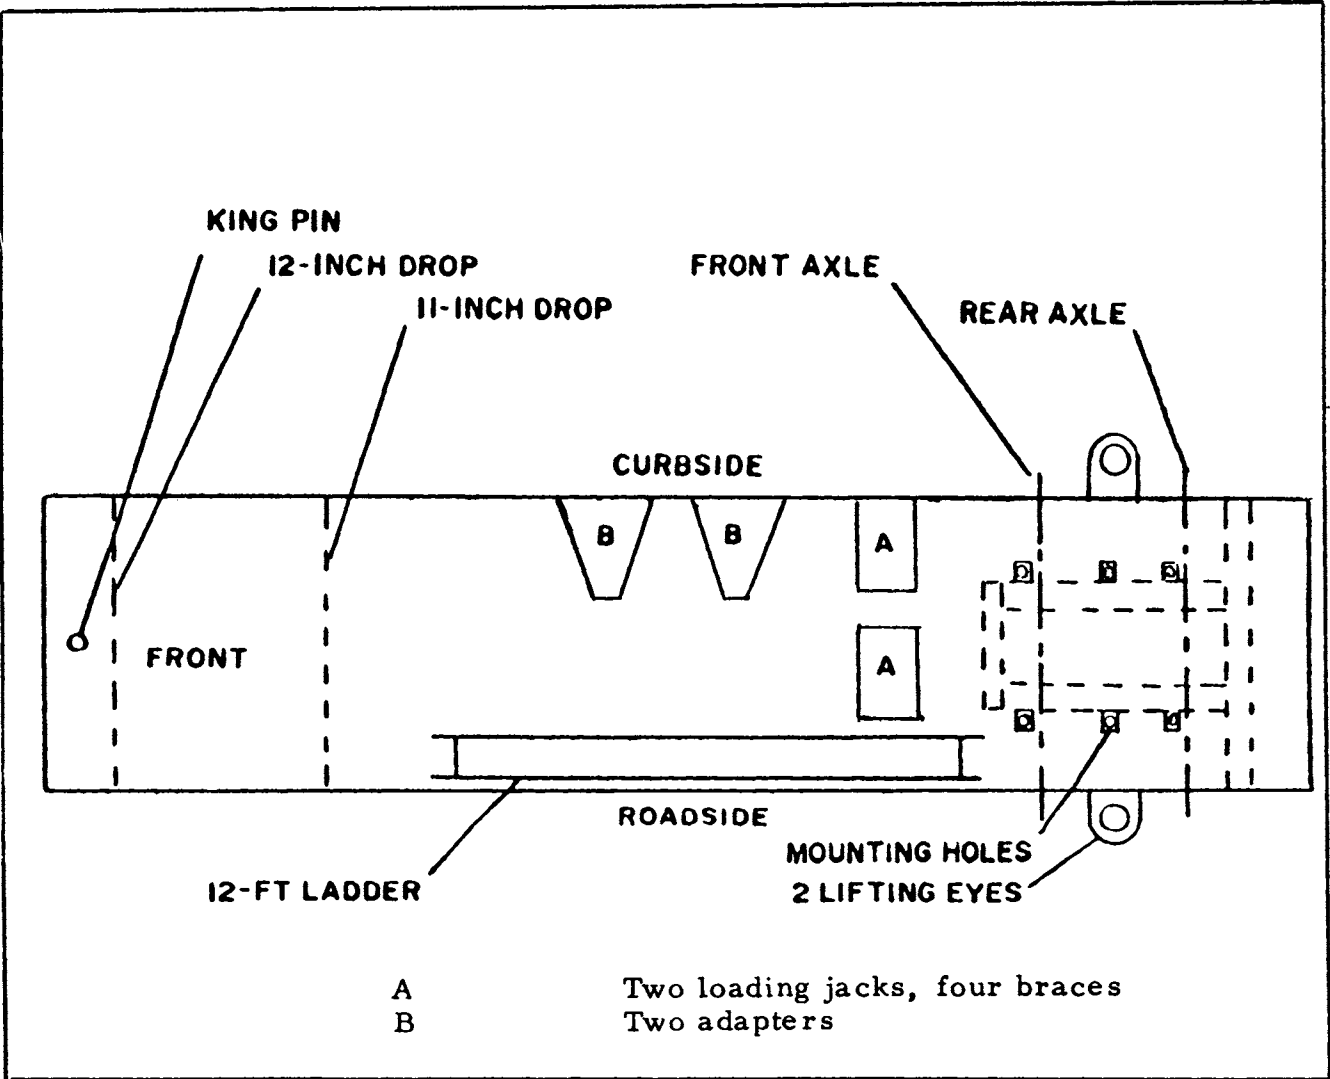 KING PIN
12-INCH DROP
11-INCH DROP
FRONT AXLE
REAR AXLE
CURBSIDE
B
B
A
FRONT
A
ROADSIDE
MOUNTING HOLES
12-FT LADDER
2 LIFTING EYES
A Two loading jacks, four braces
B Two adapters